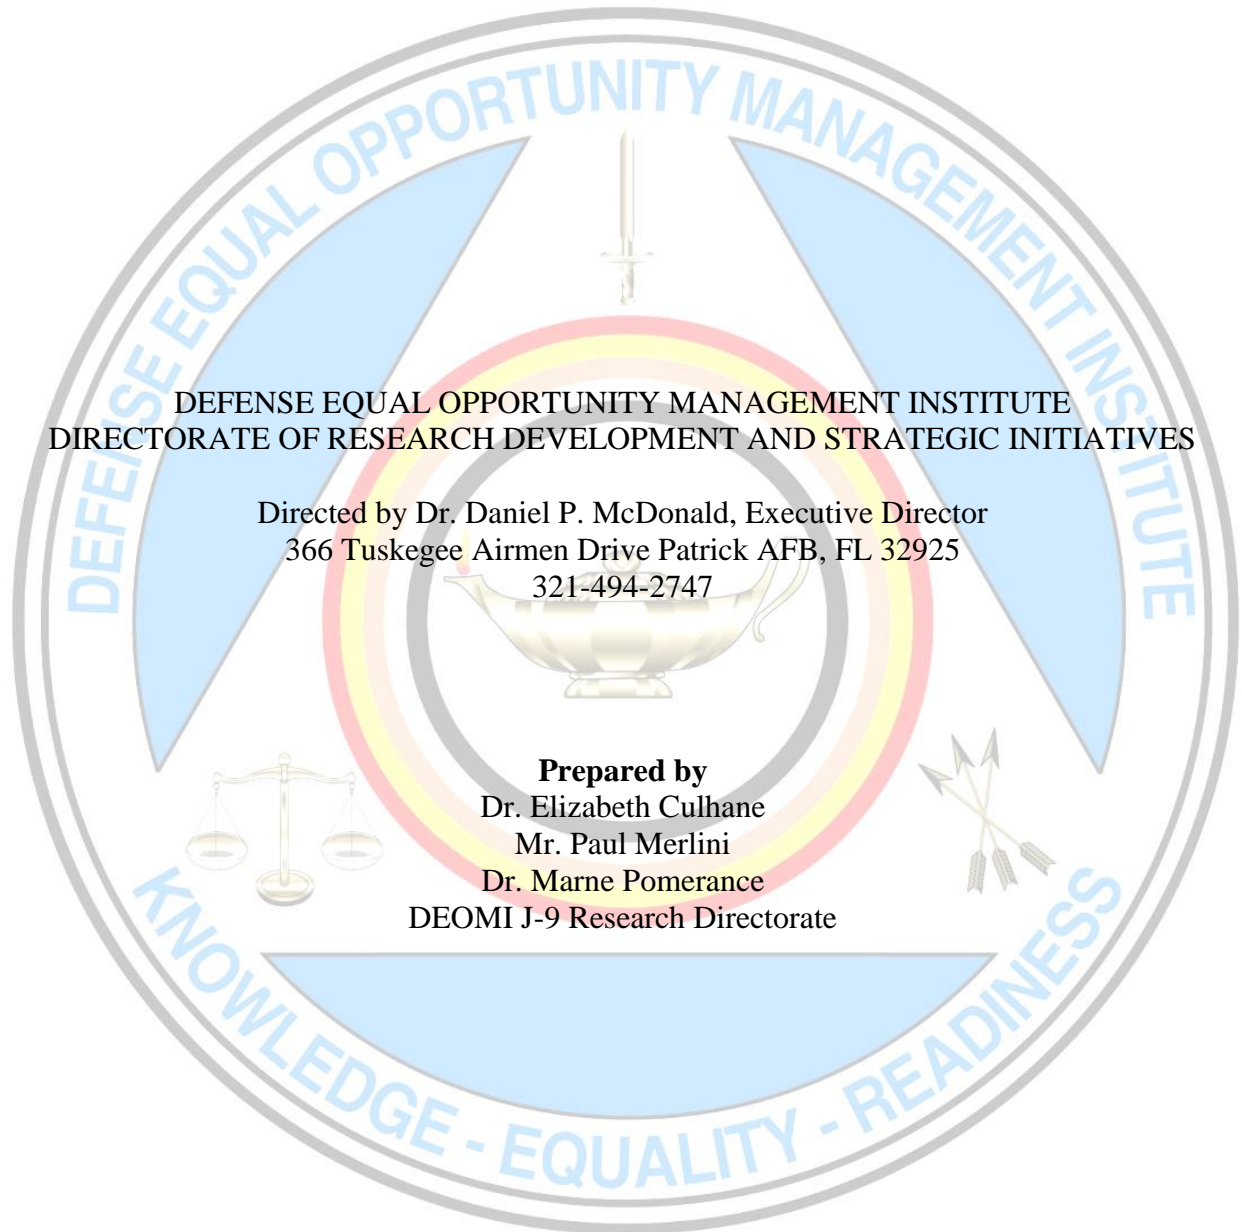 DEFENSE EQUAL OPPORTUNITY MANAGEMENT INSTITUTE
DEFENSE EQUAL OPPORTUNITY MANAGEMENT INSTITUTE
DIRECTORATE OF RESEARCH DEVELOPMENT AND STRATEGIC INITIATIVES
Directed by Dr. Daniel P. McDonald, Executive Director
366 Tuskegee Airmen Drive Patrick AFB, FL 32925
321-494-2747
Prepared by
Dr. Elizabeth Culhane
Mr. Paul Merlini
Dr. Marne Pomerance
DEOMI J-9 Research Directorate
KNOWLEDGE - EQUALITY - READINESS